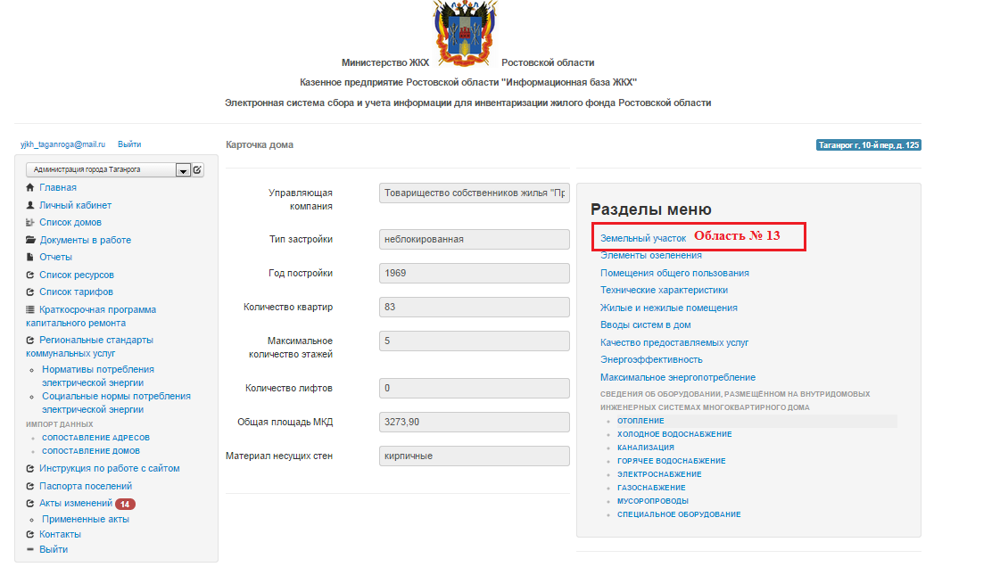 Министерство ЖКХ Ростовской области
Казенное предприятие Ростовской области "Информационная база ЖКХ"
Электронная система сбора и учета информации для инвентаризации жилого фонда Ростовской области
yjkh_taganroga@mail.ru Выйти
Администрация города Таганрога
Главная
Личный кабинет
Список домов
Документы в работе
Отчеты
Список ресурсов
Список тарифов
Краткосрочная программа
капитального ремонта
Региональные стандарты
коммунальных услуг
Нормативы потребления
электрической энергии
Социальные нормы потребления
электрической энергии
ИМПОРТ ДАННЫХ
СОПОСТАВЛЕНИЕ АДРЕСОВ
СОПОСТАВЛЕНИЕ ДОМОВ
Инструкция по работе с сайтом
Паспорта поселений
Акты изменений 14
Примененные акты
Контакты
Выйти
Карточка дома
Таганрог г, 10-й пер, д. 125
Управляющая
компания
Товарищество собственников жилья "Пр
Тип застройки неблокированная
Год постройки 1969
Количество квартир 83
Максимальное
количество этажей
5
Количество лифтов 0
Общая площадь МКД 3273,90
Материал несущих стен кирпичные
Разделы меню
Земельный участок Область № 13
Элементы озеленения
Помещения общего пользования
Технические характеристики
Жилые и нежилые помещения
Вводы систем в дом
Качество предоставляемых услуг
Энергоэффективность
Максимальное энергопотребление
СВЕДЕНИЯ ОБ ОБОРУДОВАНИИ, РАЗМЕЩЁННОМ НА ВНУТРИДОМОВЫХ
ИНЖЕНЕРНЫХ СИСТЕМАХ МНОГОКВАРТИРНОГО ДОМА
ОТОПЛЕНИЕ
ХОЛОДНОЕ ВОДОСНАБЖЕНИЕ
КАНАЛИЗАЦИЯ
ГОРЯЧЕЕ ВОДОСНАБЖЕНИЕ
ЭЛЕКТРОСНАБЖЕНИЕ
ГАЗОСНАБЖЕНИЕ
МУСОРОПРОВОДЫ
СПЕЦИАЛЬНОЕ ОБОРУДОВАНИЕ